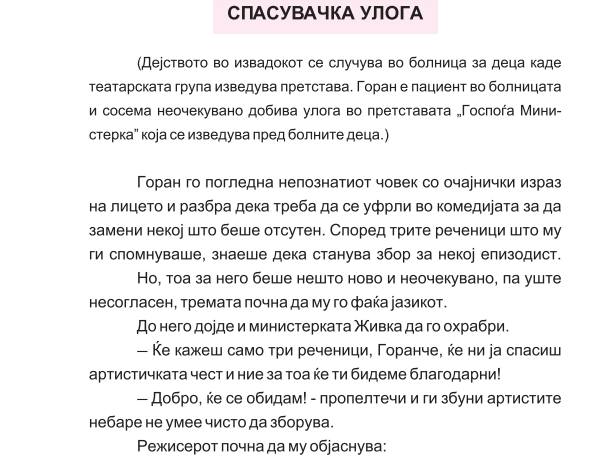 СПАСУВАЧКА УЛОГА
(Дејството во извадокот се случува во болница за деца каде
театарската група изведува претстава. Горан е пациент во болницата
и сосема неочекувано добива улога во претставата „Госпоѓа Мини-
стерка” која се изведува пред болните деца.)
Горан го погледна непознатиот човек со очајнички израз
на лицето и разбра дека треба да се уфрли во комедијата за да
замени некој што беше отсутен. Според трите реченици што му
ги спомнуваше, знаеше дека станува збор за некој епизодист.
Но, тоа за него беше нешто ново и неочекувано, па уште
несогласен, тремата почна да му го фаќа јазикот.
До него дојде и министерката Живка да го охрабри.
— Ќе кажеш само три реченици, Горанче, ќе ни ја спасиш
артистичката чест и ние за тоа ќе ти бидеме благодарни!
— Добро, ќе се обидам! - пропелтечи и ги збуни артистите
небаре не умее чисто да зборува.
Режисерот почна да му објаснува: